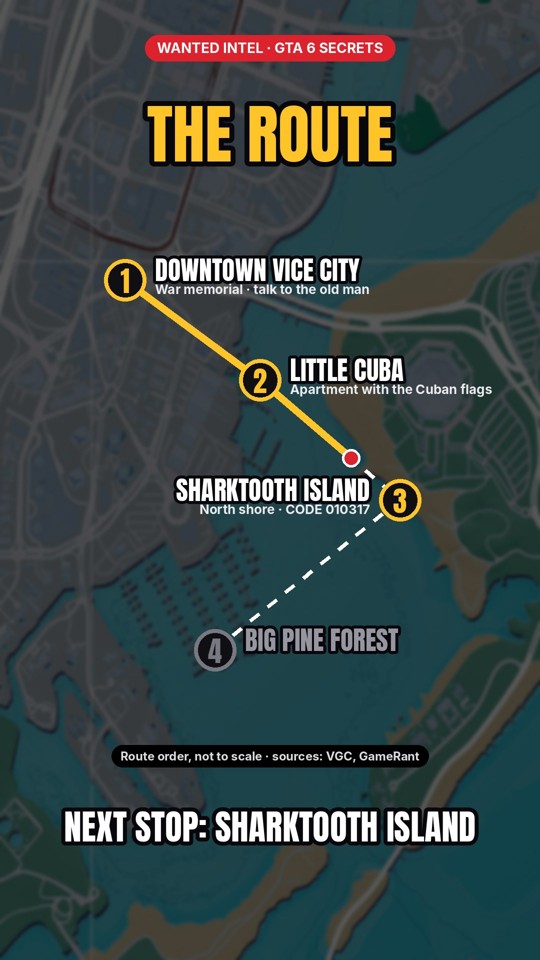 WANTED INTEL · GTA 6 SECRETS
THE ROUTE
1
DOWNTOWN VICE CITY
War memorial · talk to the old man
2
LITTLE CUBA
Apartment with the Cuban flags
SHARKTOOTH ISLAND
North shore · CODE 010317
3
4
BIG PINE FOREST
Route order, not to scale · sources: VGC, GameRant
NEXT STOP: SHARKTOOTH ISLAND